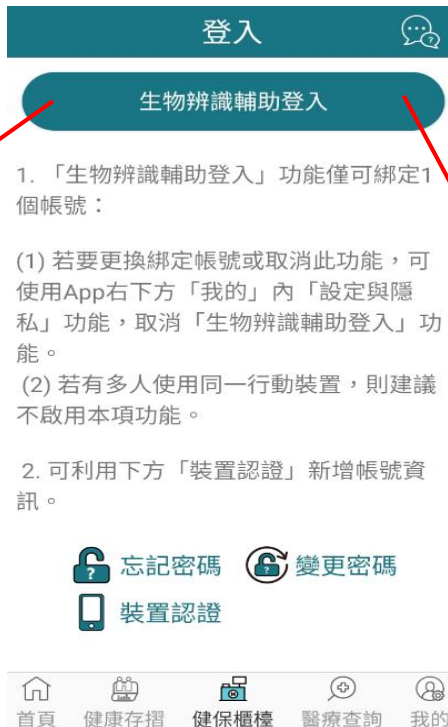 登入
生物辨識輔助登入
1. 「生物辨識輔助登入」功能僅可綁定1
個帳號：
(1) 若要更換綁定帳號或取消此功能，可
使用App右下方「我的」內「設定與隱
私」功能，取消「生物辨識輔助登入」功
能。
(2) 若有多人使用同一行動裝置，則建議
不啟用本項功能。
2. 可利用下方「裝置認證」新增帳號資
訊。
忘記密碼 變更密碼
裝置認證
首頁 健康存摺 健保櫃檯 醫療查詢 我的